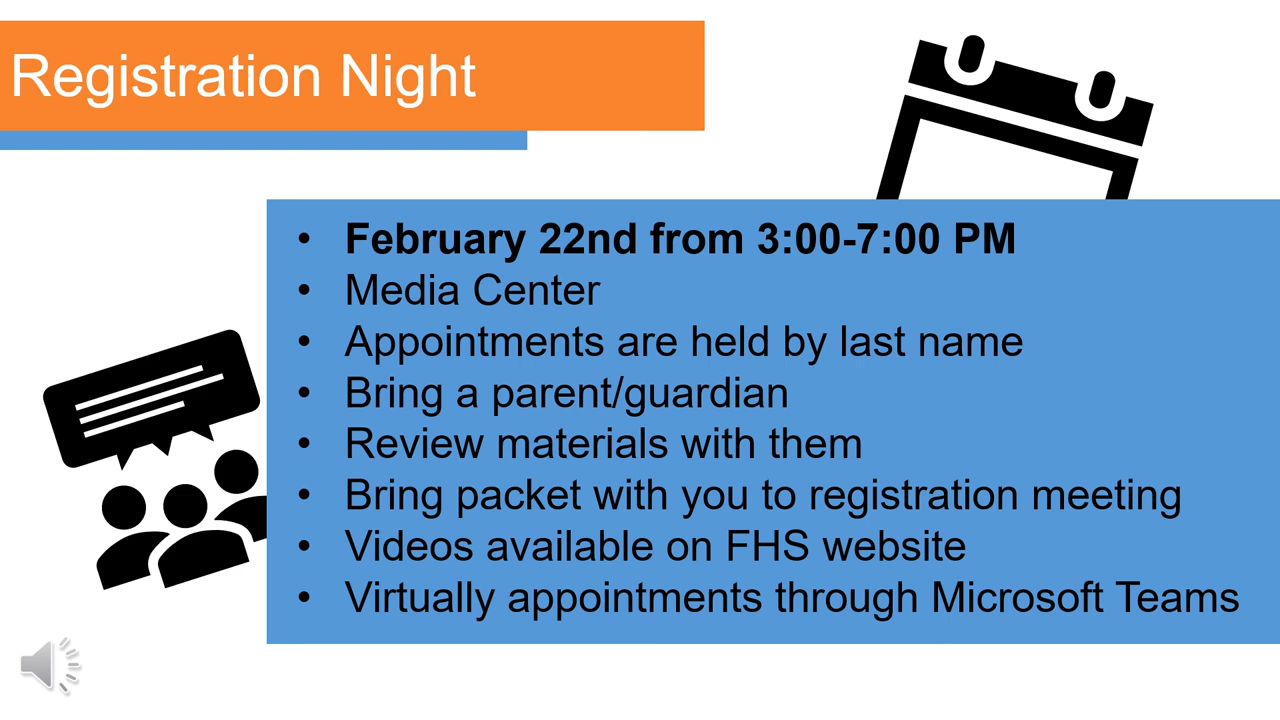 Registration Night
• February 22nd from 3:00-7:00 PM
• Media Center
• Appointments are held by last name
• Bring a parent/guardian
• Review materials with them
• Bring packet with you to registration meeting
• Videos available on FHS website
• Virtually appointments through Microsoft Teams